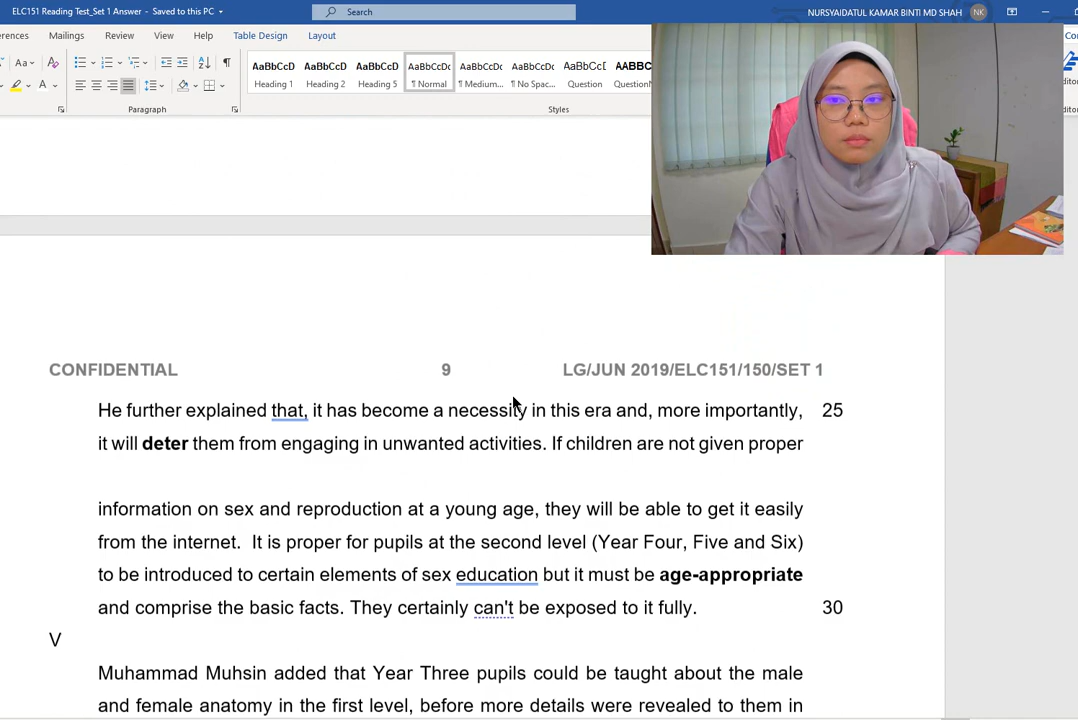 ELC151 Reading Test_Set 1 Answer - Saved to this PC
Search
NURSYAIDATUL KAMAR BINTI MD SHAH NK
erences Mailings Review View Help Table Design Layout
Co
Aa
AaBbCcD AaBbCcD AaBbCcD AaBbCcDc AaBbCcD AaBbCcDc AaBbCcDc AaBbCcD AABBC
Heading 1 Heading 2 Heading 5 ¶ Normal ¶ Medium... ¶ No Spac... Question Question
A
ditor
Paragraph Styles
ditor
CONFIDENTIAL 9 LG/JUN 2019/ELC151/150/SET 1
He further explained that, it has become a necessity in this era and, more importantly, 25
it will deter them from engaging in unwanted activities. If children are not given proper
information on sex and reproduction at a young age, they will be able to get it easily
from the internet. It is proper for pupils at the second level (Year Four, Five and Six)
to be introduced to certain elements of sex education but it must be age-appropriate
and comprise the basic facts. They certainly can't be exposed to it fully. 30
V
Muhammad Muhsin added that Year Three pupils could be taught about the male
and female anatomy in the first level, before more details were revealed to them in